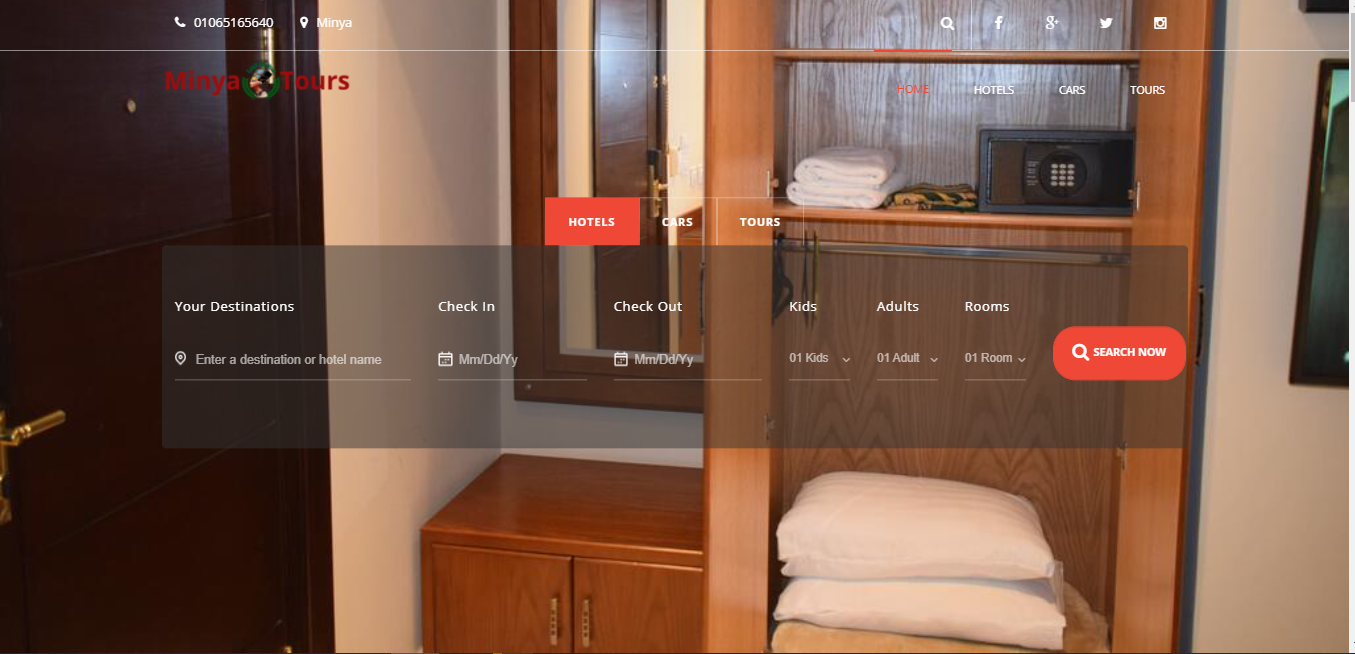 01065165640 Minya
Minya Tours
HOME HOTELS CARS TOURS
HOTELS CARS TOURS
Your Destinations Check In Check Out Kids Adults Rooms
Enter a destination or hotel name Mm/Dd/Yy Mm/Dd/Yy 01 Kids 01 Adult 01 Room SEARCH NOW